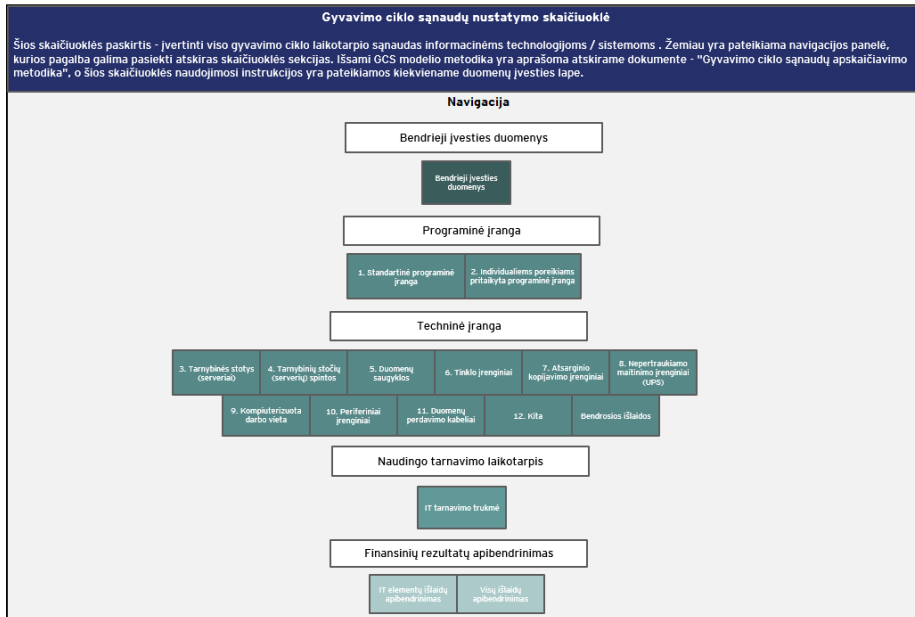 Gyvavimo ciklo sąnaudų nustatymo skaičiuoklė
Šios skaičiuoklės paskirtis - įvertinti viso gyvavimo ciklo laikotarpio sąnaudas informacinėms technologijoms / sistemoms . Žemiau yra pateikiama navigacijos panelė,
kurios pagalba galima pasiekti atskiras skaičiuoklės sekcijas. Išsami GCS modelio metodika yra aprašoma atskirame dokumente - "Gyvavimo ciklo sąnaudų apskaičiavimo
metodika", o šios skaičiuoklės naudojimosi instrukcijos yra pateikiamos kiekviename duomenų įvesties lape.
Navigacija
Bendrieji įvesties duomenys
Bendrieji įvesties
duomenys
Programinė įranga
1. Standartinė programinė
įranga
2. Individualiems poreikiams
pritaikyta programinė įranga
Techninė įranga
3. Tarnybinės stotys
(serveriai)
4. Tarnybinių stočių
(serverių) spintos
5. Duomenų
saugyklos
6. Tinklo įrenginiai
7. Atsarginio
kopijavimo įrenginiai
8. Nepertraukiamo
maitinimo įrenginiai
(UPS)
9. Kompiuterizuota
darbo vieta
10. Periferiniai
įrenginiai
11. Duomenų
perdavimo kabeliai
12. Kita
Bendrosios išlaidos
Naudingo tarnavimo laikotarpis
IT tarnavimo trukmė
Finansinių rezultatų apibendrinimas
IT elementų išlaidų
apibendrinimas
Visų išlaidų
apibendrinimas